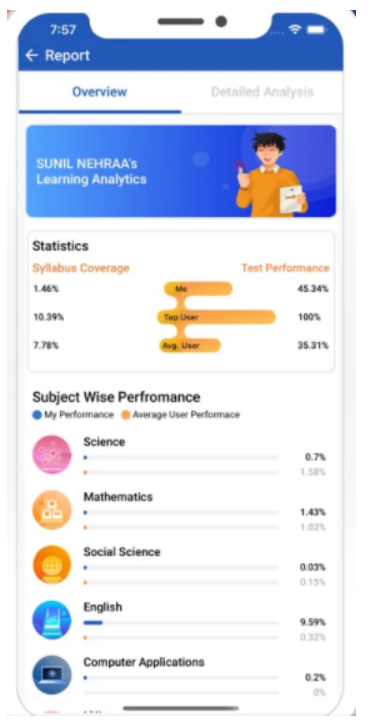 7:57
Report
Overview
Detailed Analysis
SUNIL NEHRAA's
Learning Analytics
Statistics
Syllabus Coverage
Test Performance
1.46%
Me
45.34%
10.39%
Top User
100%
7.78%
Avg. User
35.31%
Subject Wise Perfromance
My Performance
Average User Performace
Science
0.7%
1.58%
Mathematics
1.43%
1.02%
Social Science
0.03%
0.15%
English
9.59%
0.32%
Computer Applications
0.2%
0%